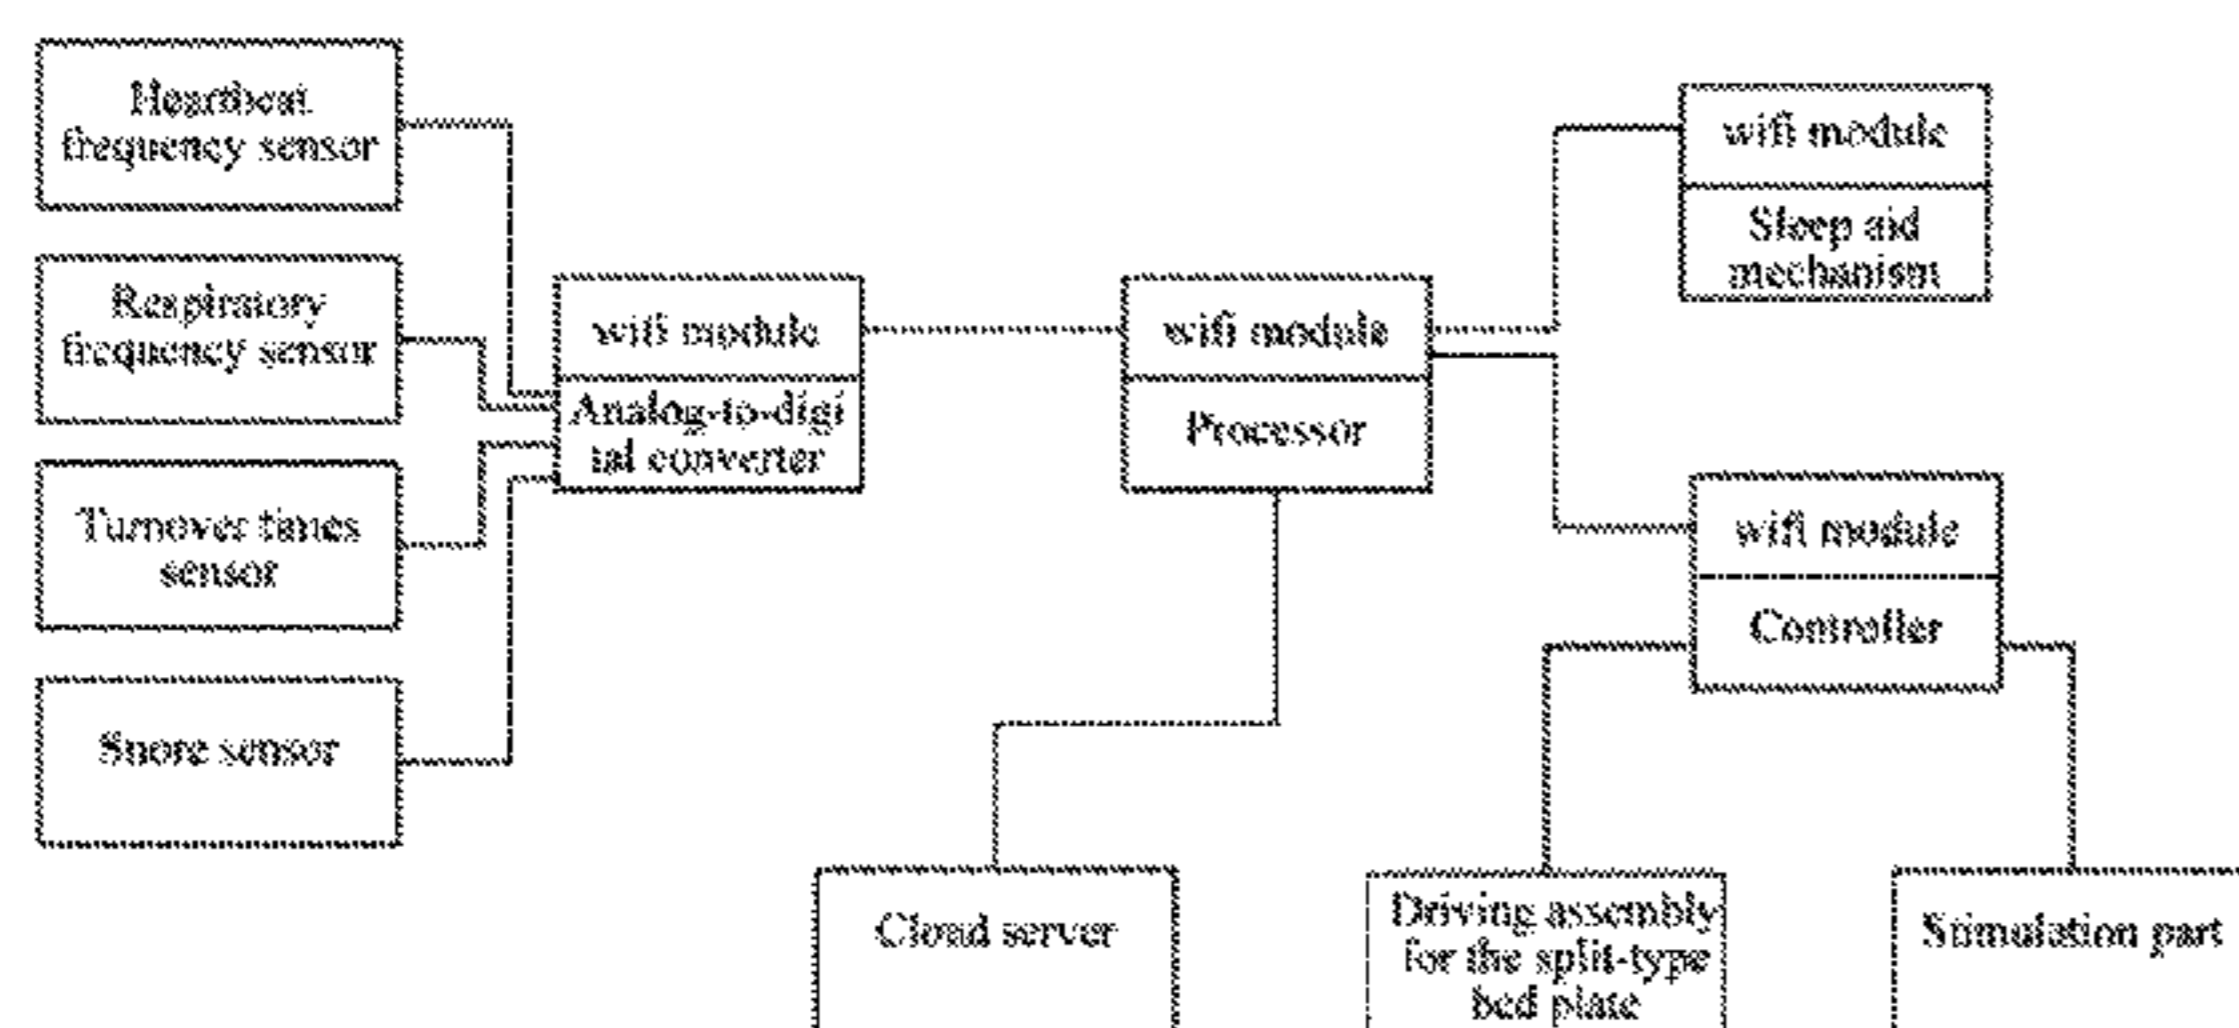 Heartbeat
frequency sensor
Respiratory
frequency sensor
Turnover times
sensor
Snore sensor
wifi module
Analog-to-digi
tal converter
wifi module
Processor
wifi module
Sleep aid
mechanism
wifi module
Controller
Cloud server
Driving assembly
for the split-type
bed plate
Stimulation part